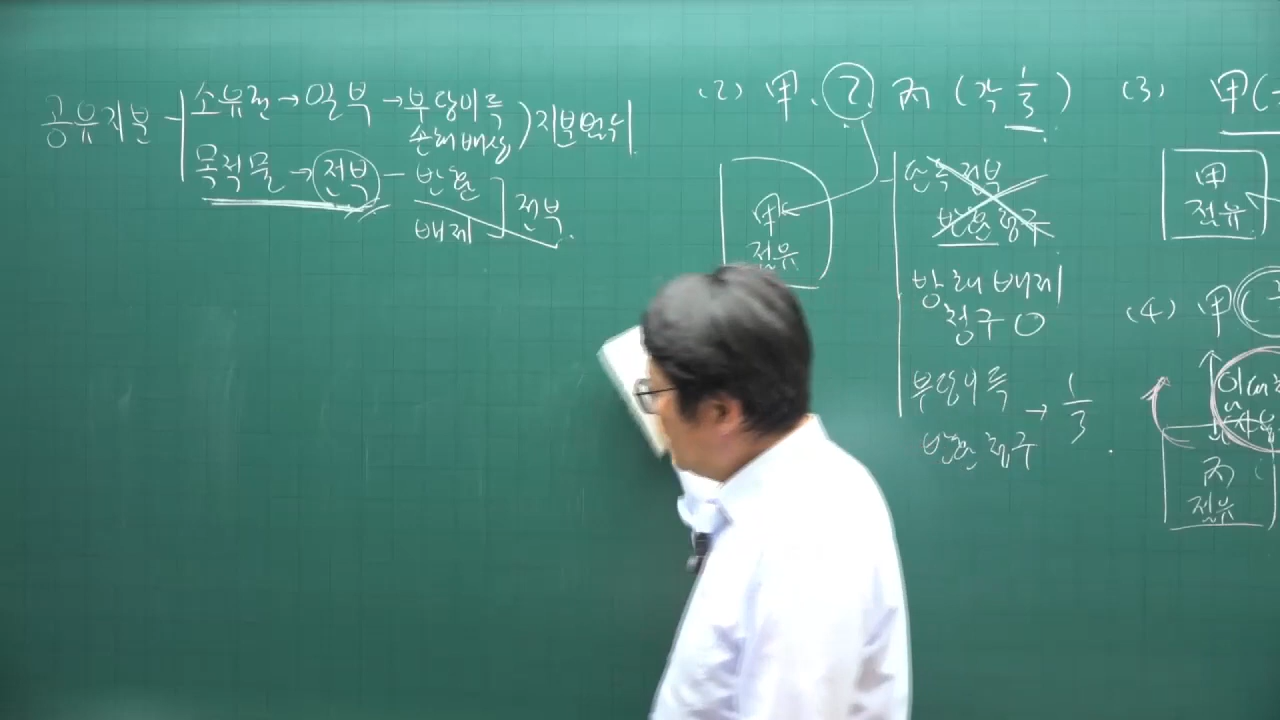 공유지분
소유권 → 일부 → 부당이득
손해배상 ) 지분범위
목적물 → 전부 - 반환
배제 ] 전부.
(2) 甲, 乙, 丙 (각 1/3)
甲
점유
단독 전부
반환청구
방해배제
청구 O
부당이득
반환청구 → 1/3
(3) 甲(
甲
점유
(4) 甲(
丙
점유